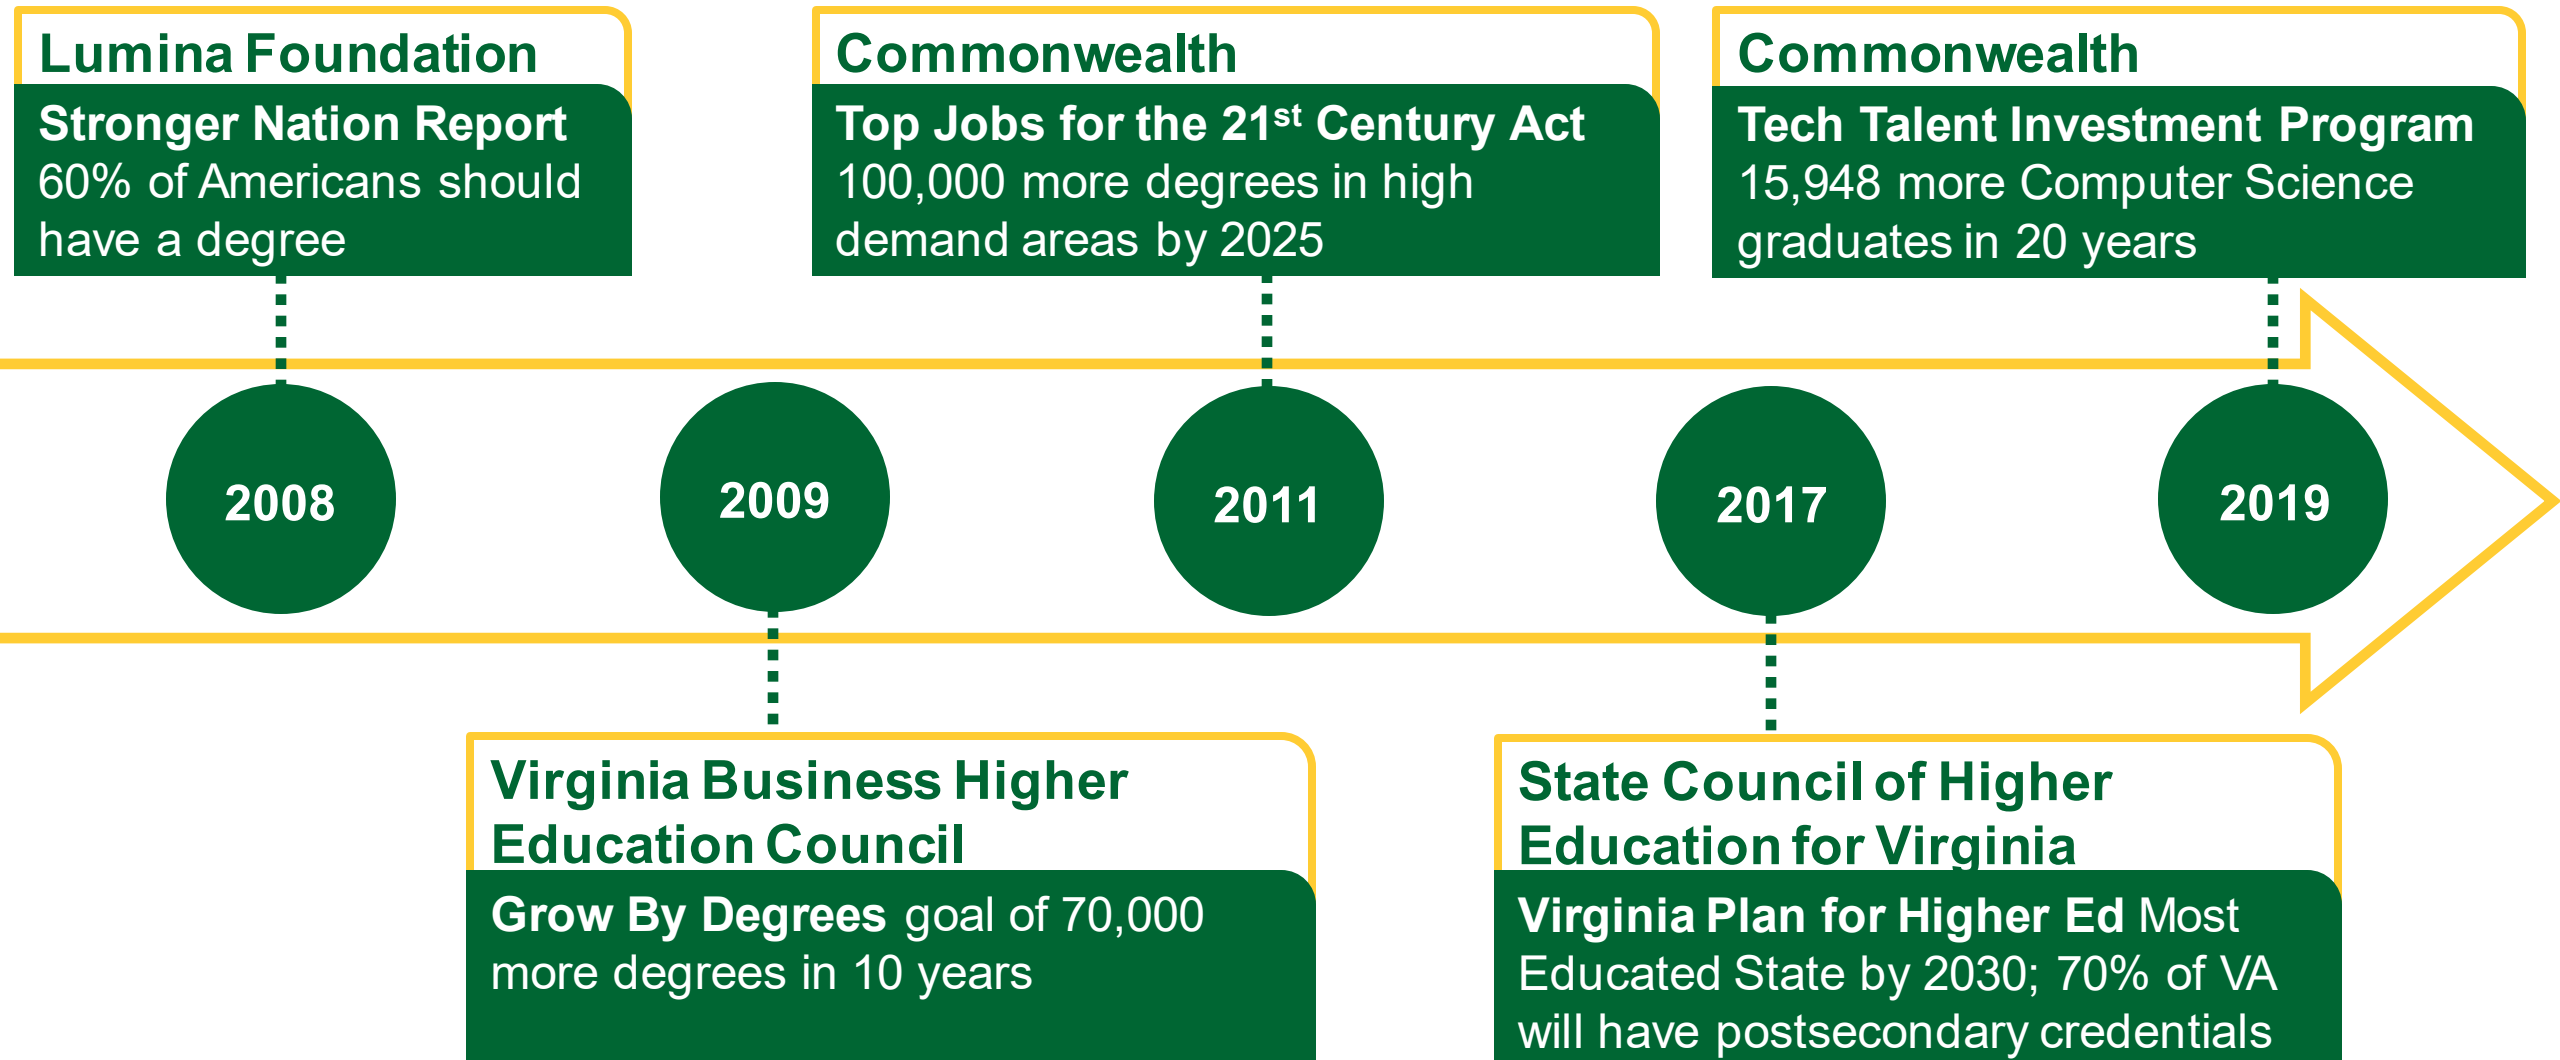 Lumina Foundation
Stronger Nation Report
60% of Americans should
have a degree
Commonwealth
Top Jobs for the 21st Century Act
100,000 more degrees in high
demand areas by 2025
Commonwealth
Tech Talent Investment Program
15,948 more Computer Science
graduates in 20 years
2008
2009
2011
2017
2019
Virginia Business Higher
Education Council
Grow By Degrees goal of 70,000
more degrees in 10 years
State Council of Higher
Education for Virginia
Virginia Plan for Higher Ed Most
Educated State by 2030; 70% of VA
will have postsecondary credentials